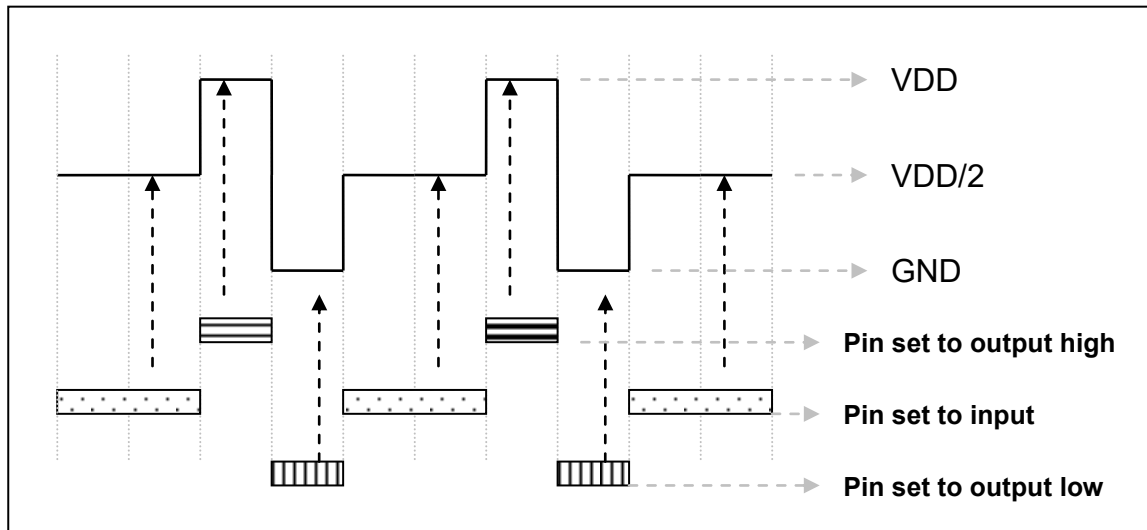 VDD
VDD/2
GND
Pin set to output high
Pin set to input
Pin set to output low